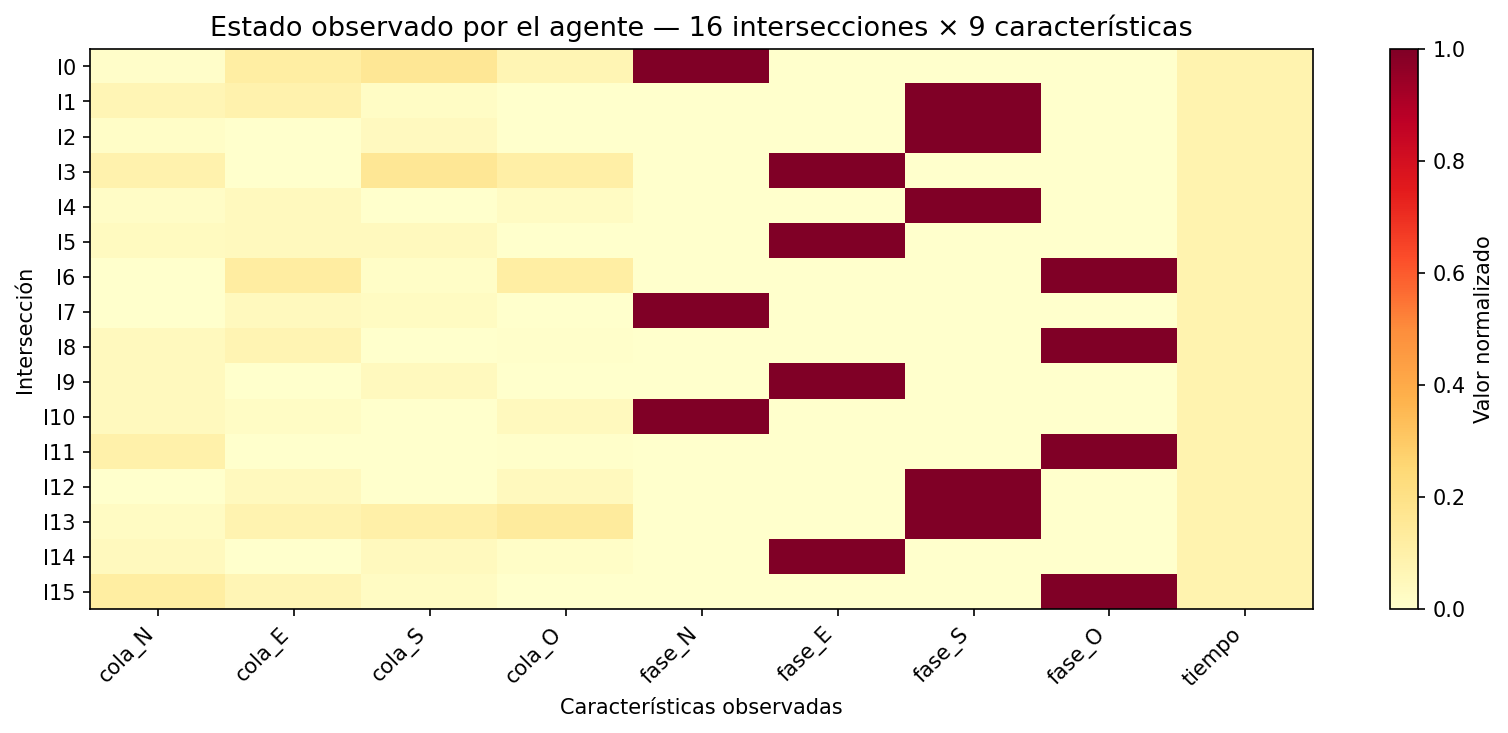 Estado observado por el agente — 16 intersecciones × 9 características
I0
I1
I2
I3
I4
I5
I6
I7
I8
I9
I10
I11
I12
I13
I14
I15
Intersección
cola_N
cola_E
cola_S
cola_O
fase_N
fase_E
fase_S
fase_O
tiempo
Características observadas
1.0
0.8
0.6
0.4
0.2
0.0
Valor normalizado